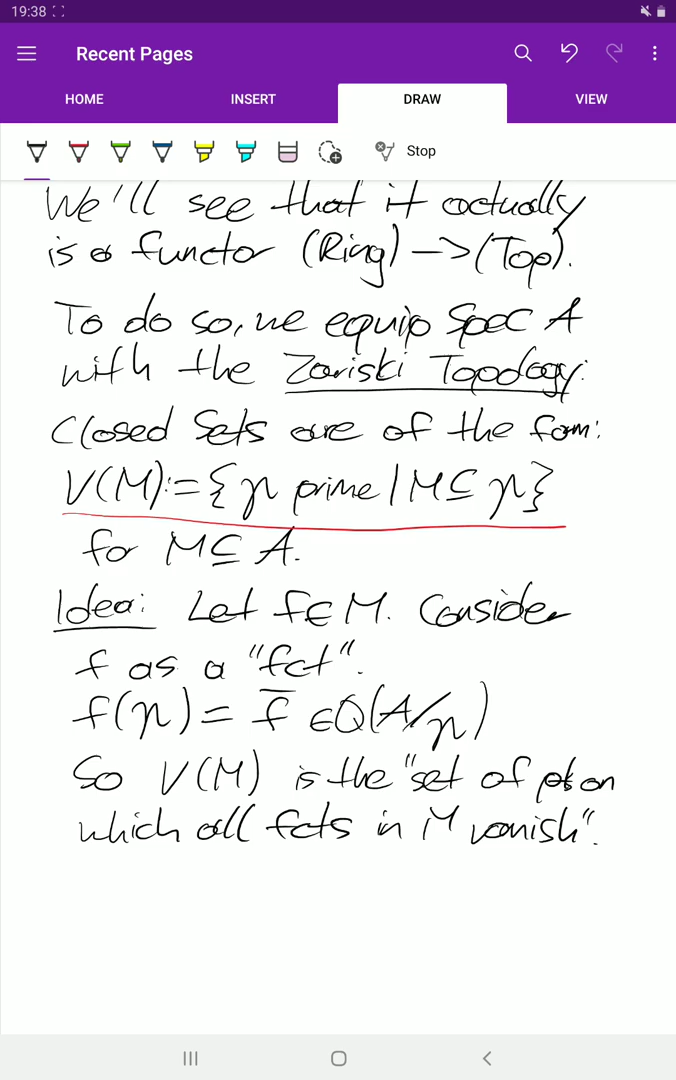 19:38
Recent Pages
HOME INSERT DRAW VIEW
Stop
We'll see that it actually
is a functor (Ring) -> (Top).
To do so, we equip Spec A
with the Zariski Topology:
Closed Sets are of the form:
V(M) := {𝔭 prime | M ⊆ 𝔭}
for M ⊆ A.
Idea: Let f ∈ M. Consider
f as a "fct".
f(𝔭) = f̄ ∈ Q(A/𝔭)
So V(M) is the "set of pts on
which all fcts in M vanish".